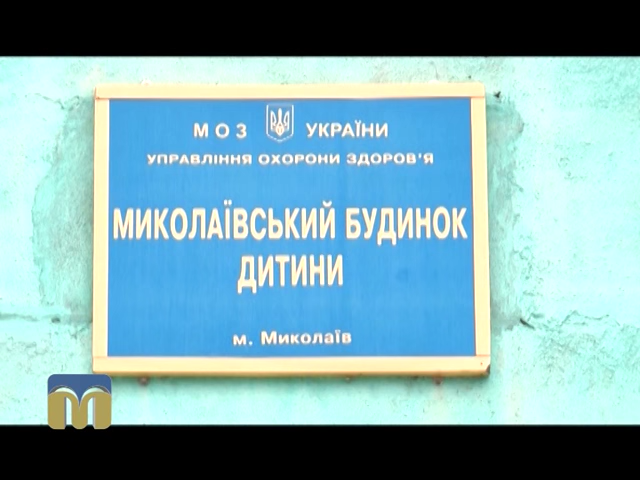 МОЗ УКРАЇНИ
УПРАВЛІННЯ ОХОРОНИ ЗДОРОВ'Я
МИКОЛАЇВСЬКИЙ БУДИНОК
ДИТИНИ
м. Миколаїв
М